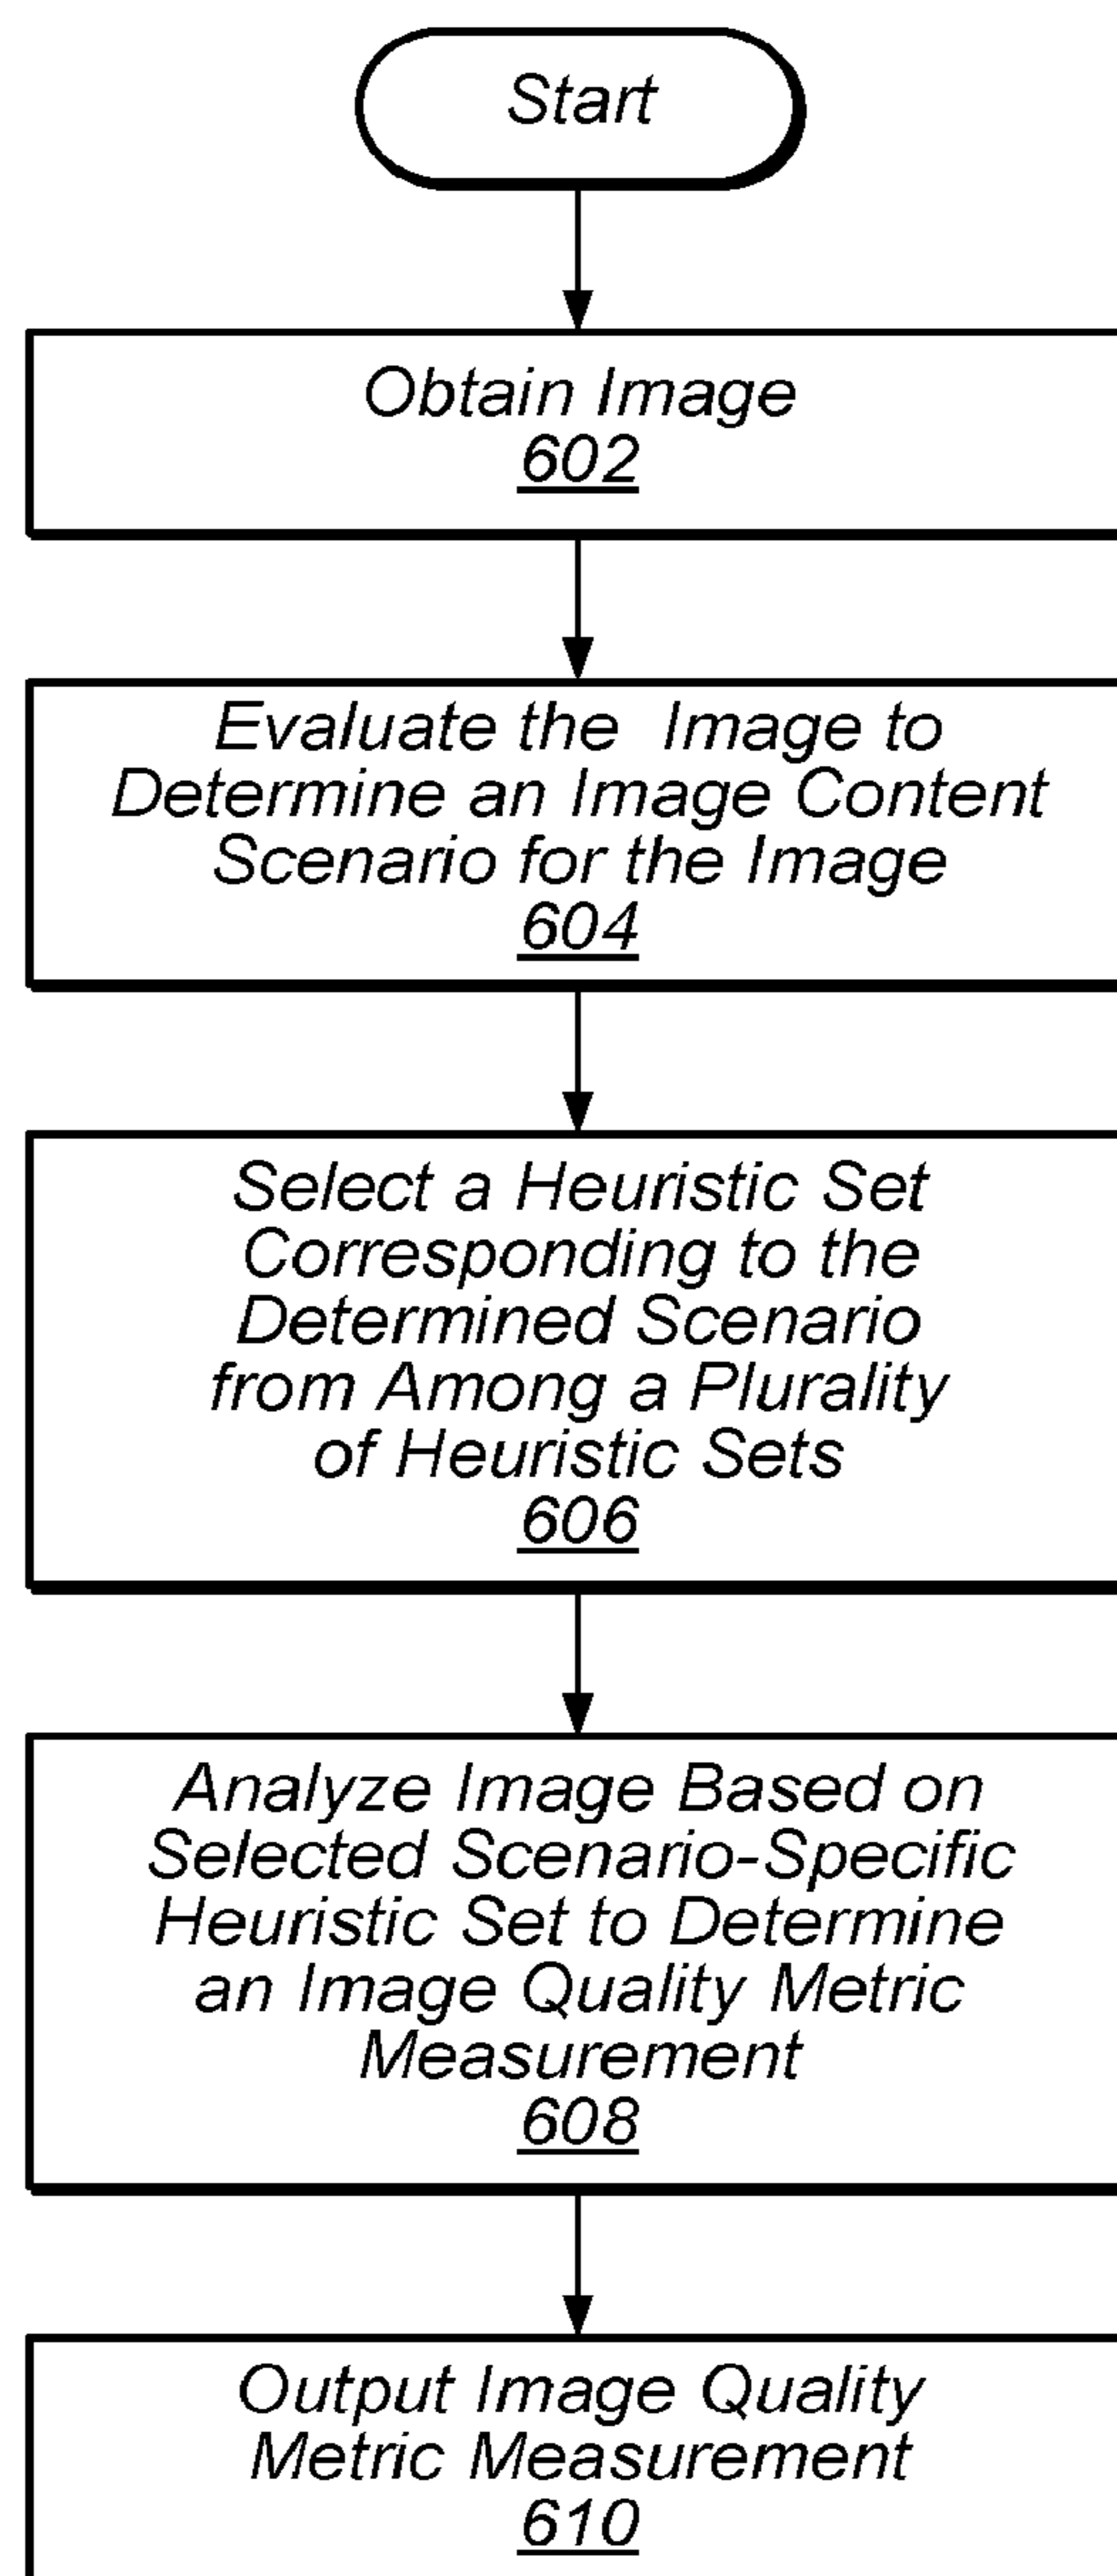 Start
Obtain Image
602
Evaluate the Image to
Determine an Image Content
Scenario for the Image
604
Select a Heuristic Set
Corresponding to the
Determined Scenario
from Among a Plurality
of Heuristic Sets
606
Analyze Image Based on
Selected Scenario-Specific
Heuristic Set to Determine
an Image Quality Metric
Measurement
608
Output Image Quality
Metric Measurement
610